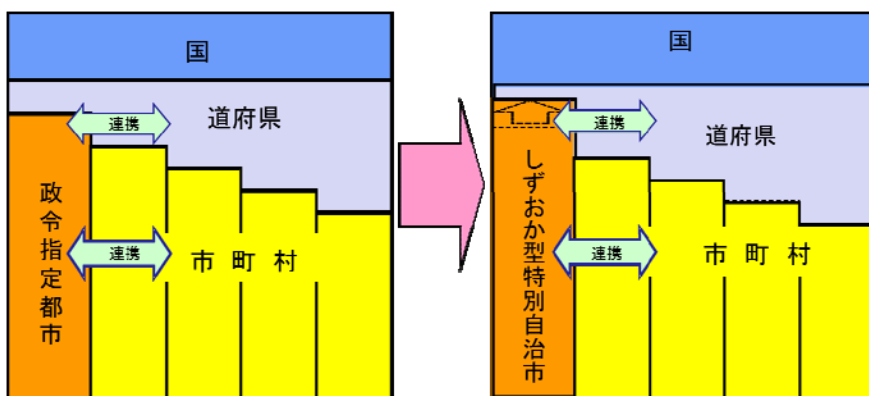 国
道府県
連携
政令指定都市
連携
市町村
国
連携
道府県
しずおか型特別自治市
連携
市町村